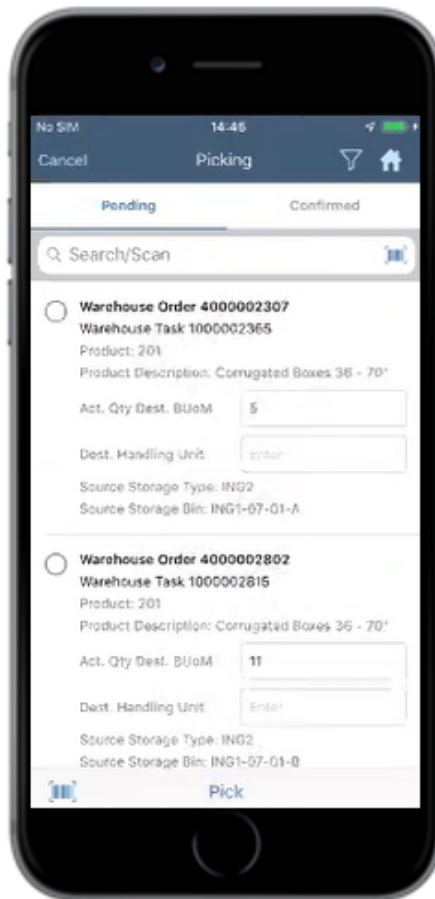 No SIM 14:46
Cancel Picking
Pending Confirmed
Search/Scan
Warehouse Order 4000002307
Warehouse Task 1000002365
Product: 201
Product Description: Corrugated Boxes 36 - 70"
Act. Qty Dest. BUoM 5
Dest. Handling Unit Enter
Source Storage Type: ING2
Source Storage Bin: ING1-07-01-A
Warehouse Order 4000002802
Warehouse Task 1000002815
Product: 201
Product Description: Corrugated Boxes 36 - 70"
Act. Qty Dest. BUoM 11
Dest. Handling Unit Enter
Source Storage Type: ING2
Source Storage Bin: ING1-07-01-B
Pick